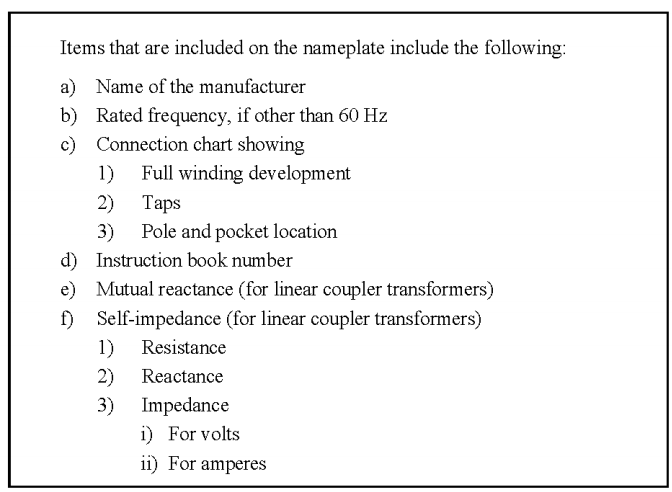 Items that are included on the nameplate include the following:
a) Name of the manufacturer
b) Rated frequency, if other than 60 Hz
c) Connection chart showing
1) Full winding development
2) Taps
3) Pole and pocket location
d) Instruction book number
e) Mutual reactance (for linear coupler transformers)
f) Self-impedance (for linear coupler transformers)
1) Resistance
2) Reactance
3) Impedance
i) For volts
ii) For amperes